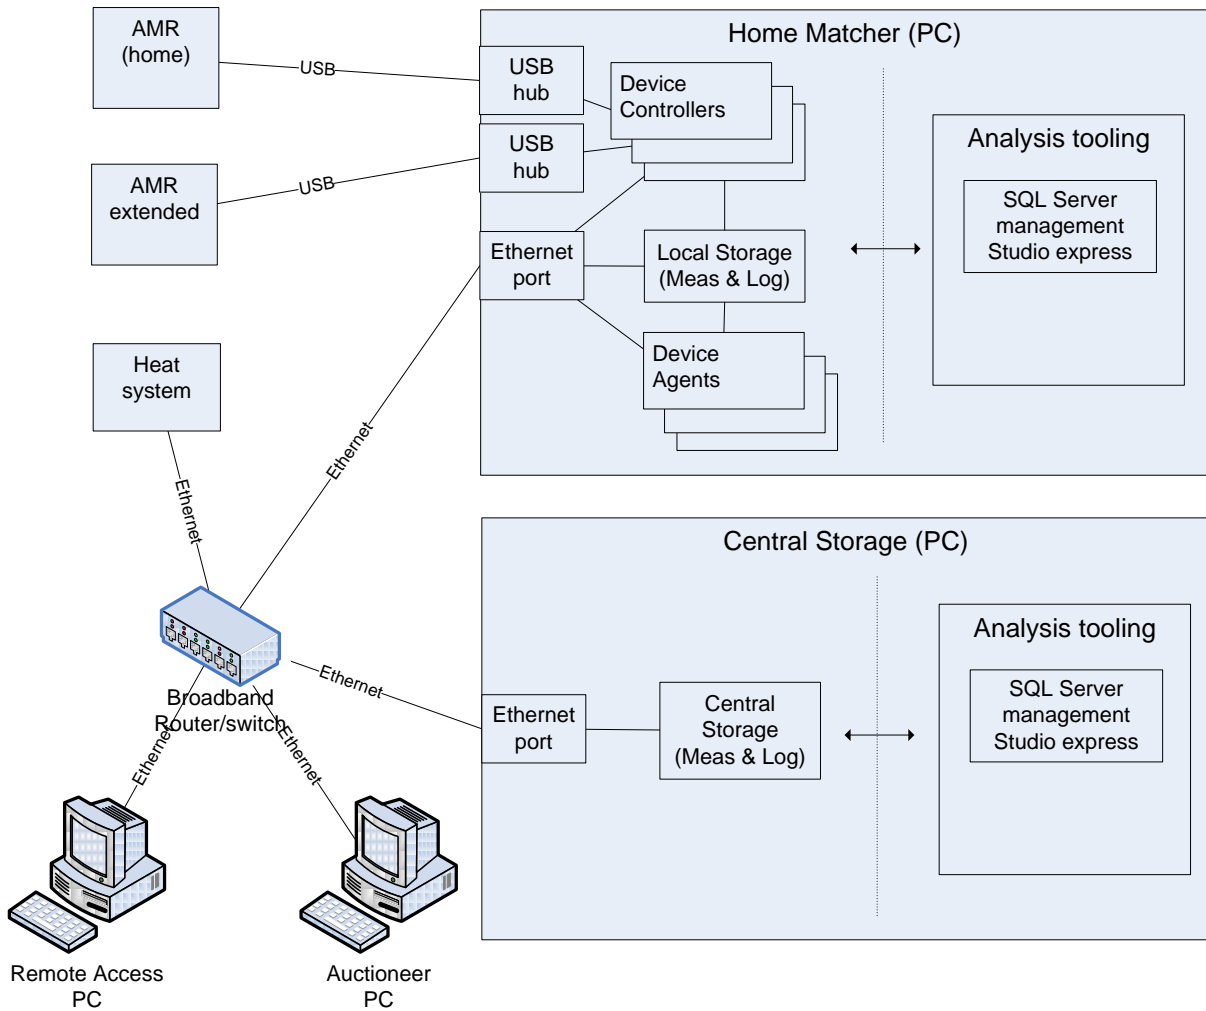 AMR
(home)
USB
AMR
extended
USB
Heat
system
Ethernet
Ethernet
Home Matcher (PC)
USB
hub
USB
hub
Ethernet
port
Device
Controllers
Local Storage
(Meas & Log)
Device
Agents
Analysis tooling
SQL Server
management
Studio express
Broadband
Router/switch
Ethernet
Ethernet
Ethernet
Remote Access
PC
Auctioneer
PC
Central Storage (PC)
Ethernet
port
Central
Storage
(Meas & Log)
Analysis tooling
SQL Server
management
Studio express